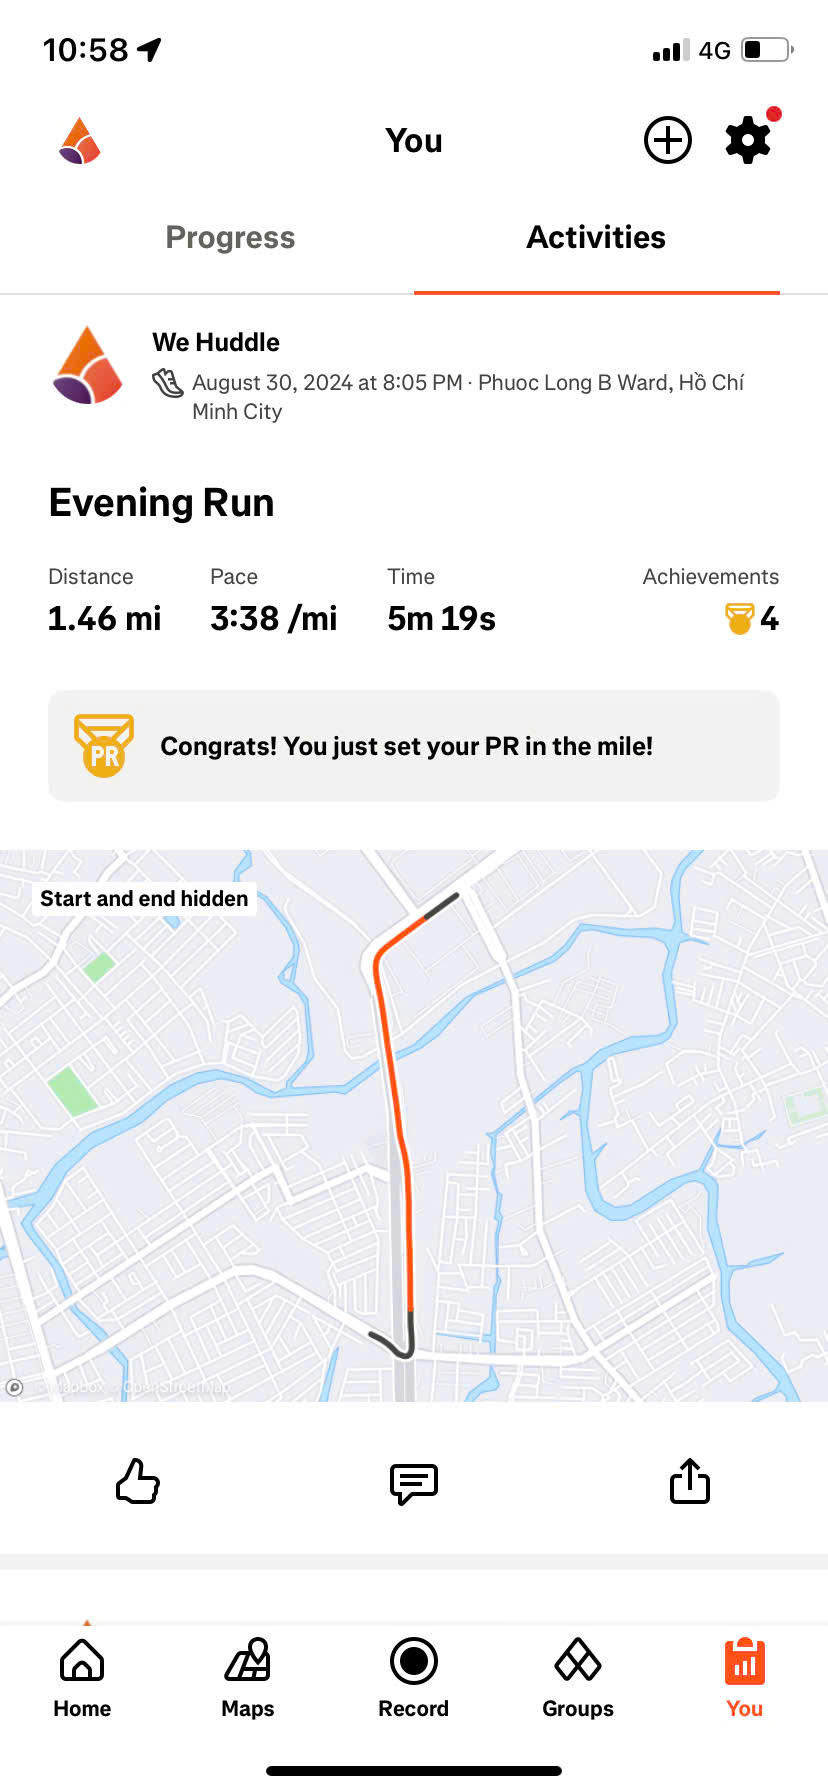 10:58
4G
You
Progress
Activities
We Huddle
August 30, 2024 at 8:05 PM · Phuoc Long B Ward, Hồ Chí
Minh City
Evening Run
Distance
Pace
Time
Achievements
1.46 mi
3:38 /mi
5m 19s
4
PR
Congrats! You just set your PR in the mile!
Start and end hidden
© Mapbox © OpenStreetMap
Home
Maps
Record
Groups
You